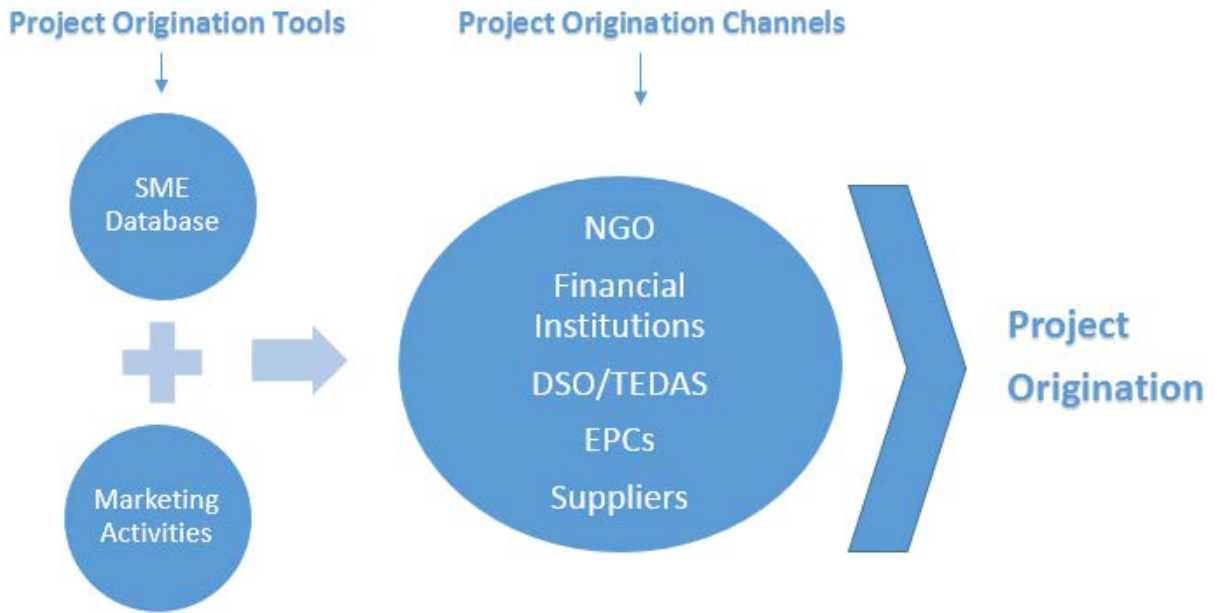 Project Origination Tools
Project Origination Channels
SME
Database
Marketing
Activities
NGO
Financial
Institutions
DSO/TEDAS
EPCs
Suppliers
Project
Origination